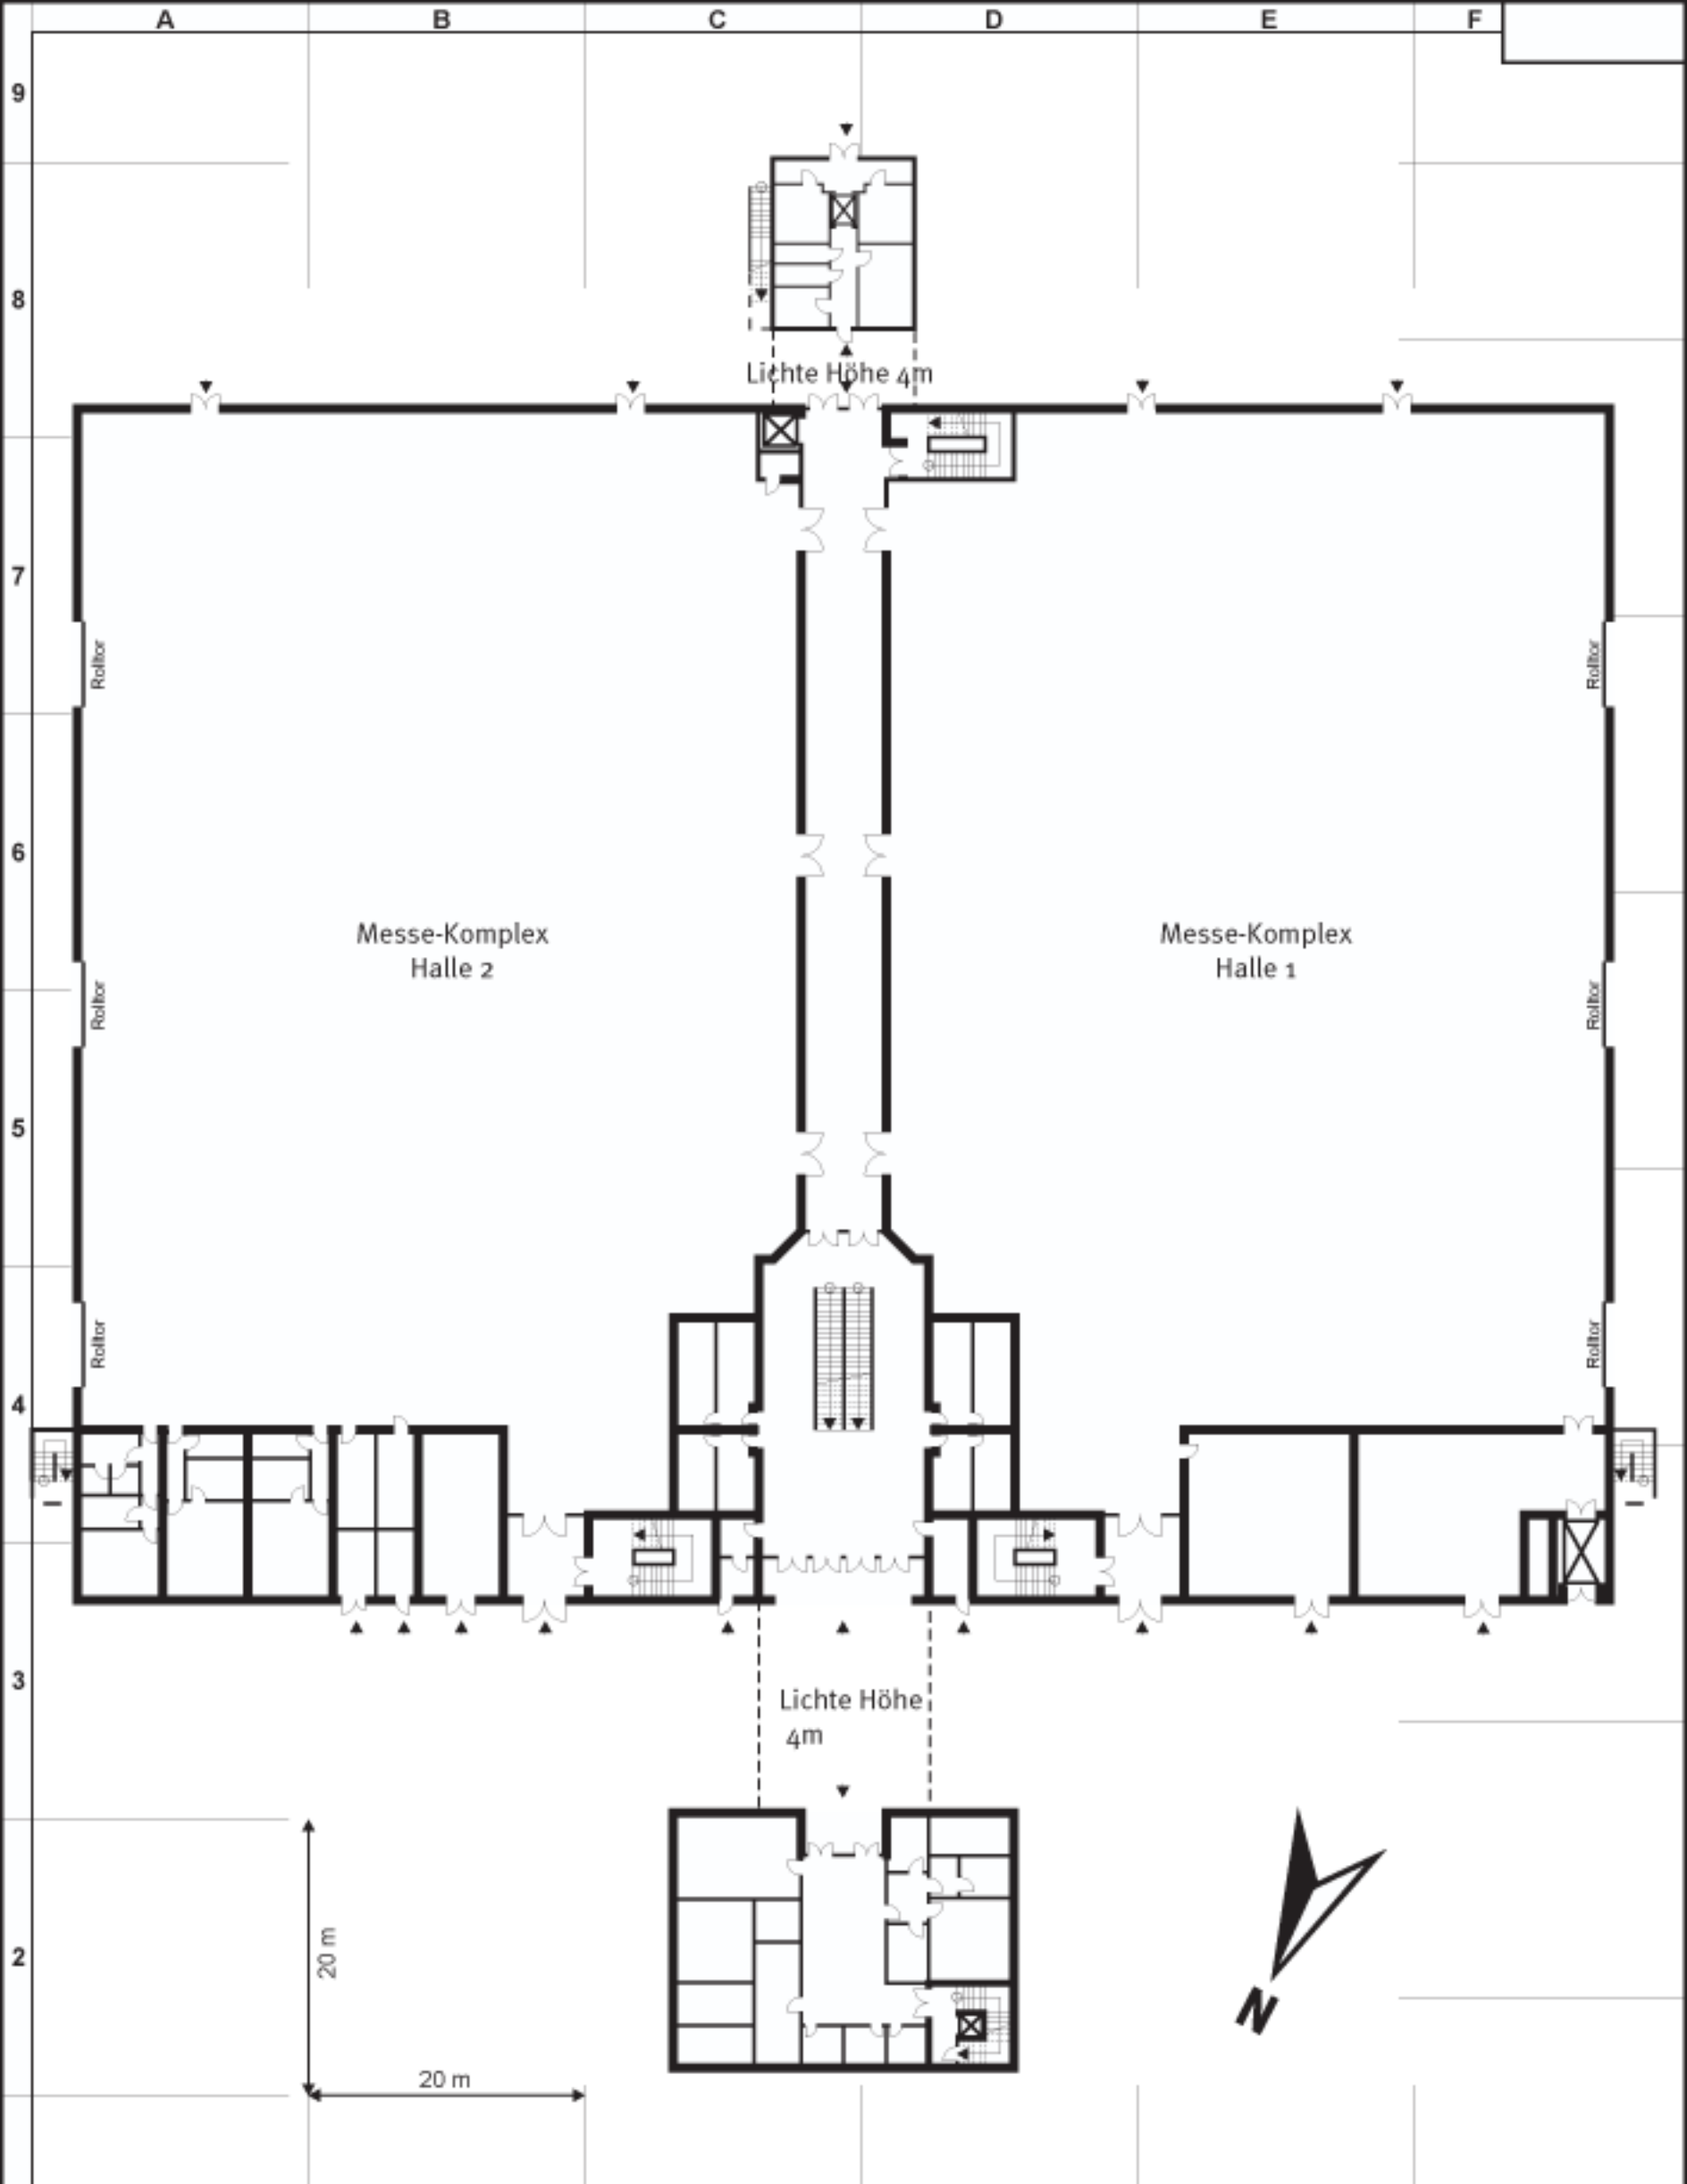 A B C D E F
9
8
Lichte Höhe 4m
7
Rolltor Rolltor
6
Messe-Komplex
Halle 2
Messe-Komplex
Halle 1
Rolltor Rolltor
5
Rolltor Rolltor
4
3
Lichte Höhe
4m
20 m
2
N
20 m